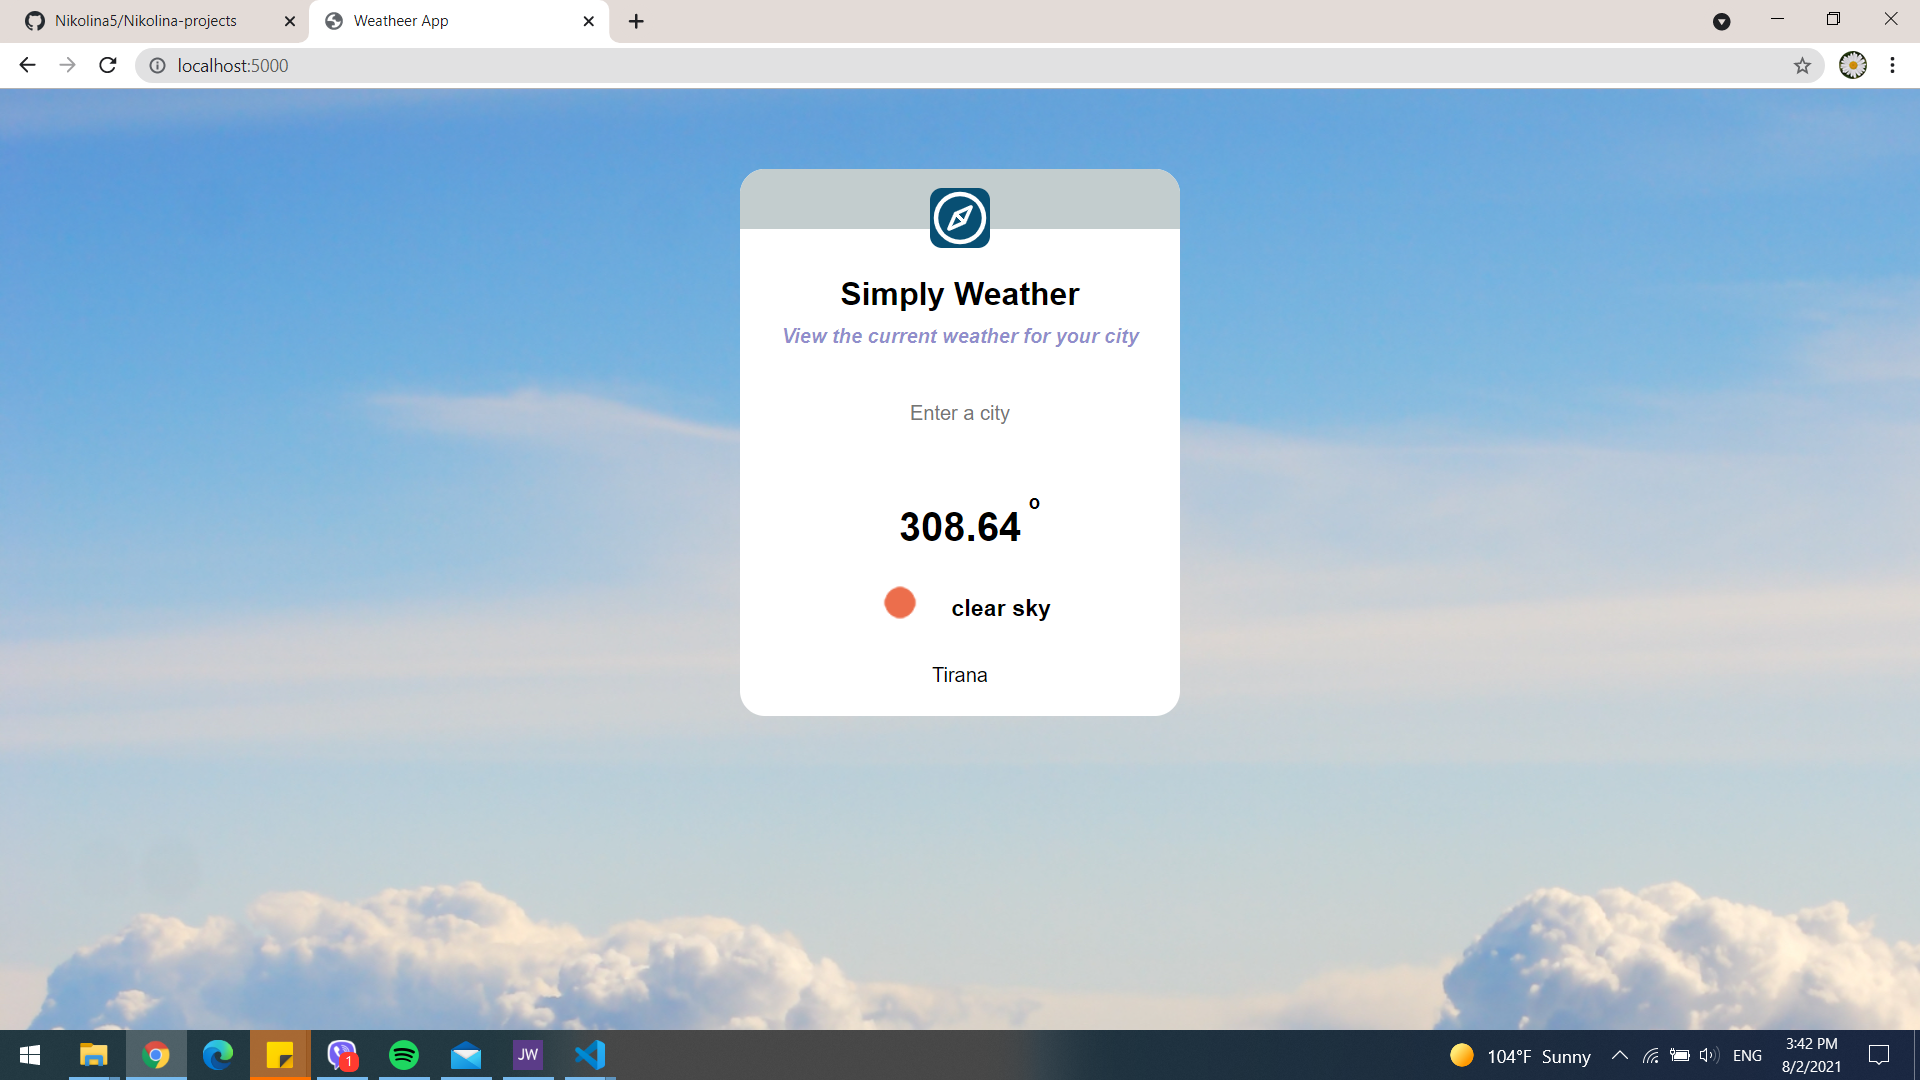 Nikolina5/Nikolina-projects
Weatheer App
localhost:5000
Simply Weather
View the current weather for your city
Enter a city
308.64 °
clear sky
Tirana
1
JW
104°F Sunny
ENG
3:42 PM
8/2/2021